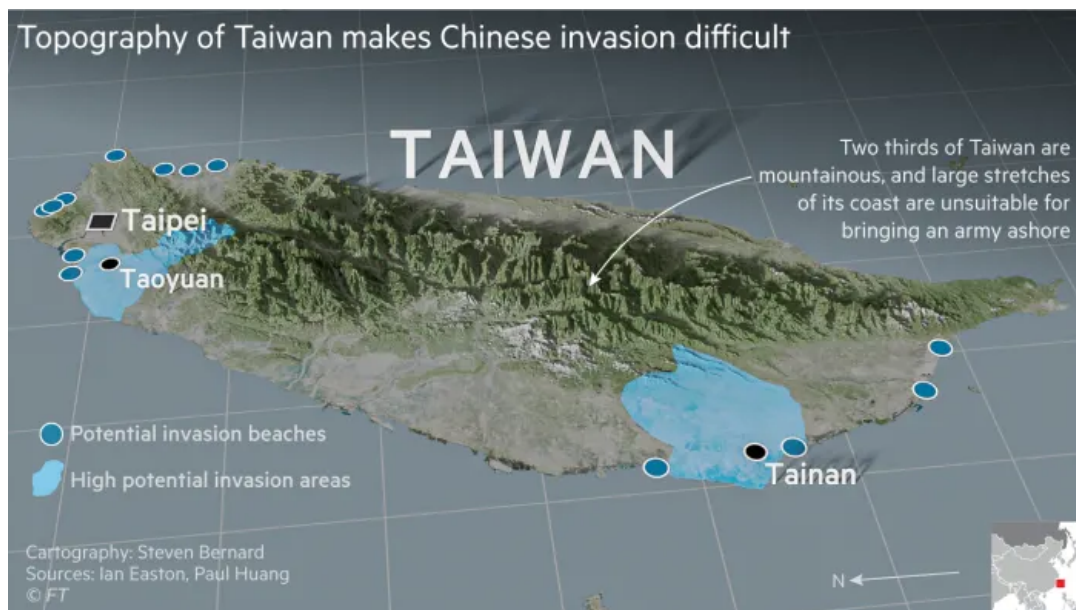 Topography of Taiwan makes Chinese invasion difficult
TAIWAN
Two thirds of Taiwan are
mountainous, and large stretches
of its coast are unsuitable for
bringing an army ashore
Taipei
Taoyuan
Potential invasion beaches
High potential invasion areas
Tainan
Cartography: Steven Bernard
Sources: Ian Easton, Paul Huang
© FT
N